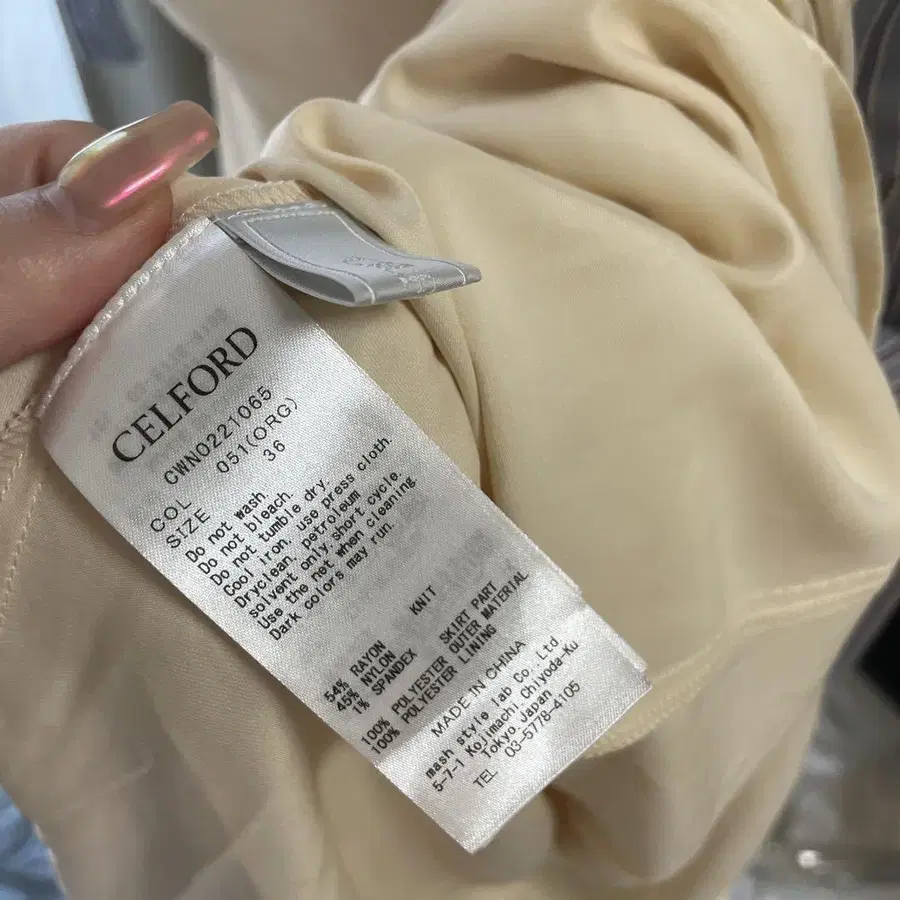 CELFORD
CWNO221065
COL 051(ORG)
SIZE 36
Do not wash.
Do not bleach.
Do not tumble dry.
Cool iron, use press cloth.
Dryclean, petroleum
solvent only,short cycle.
Use the net when cleaning
Dark colors may run.
KNIT
54% RAYON
45% NYLON
1% SPANDEX
SKIRT PART
100% POLYESTER OUTER MATERIAL
100% POLYESTER LINING
MADE IN CHINA
mash style lab Co.,Ltd.
5-7-1 Kojimachi,Chiyoda-Ku
Tokyo,Japan
TEL 03-5778-4105